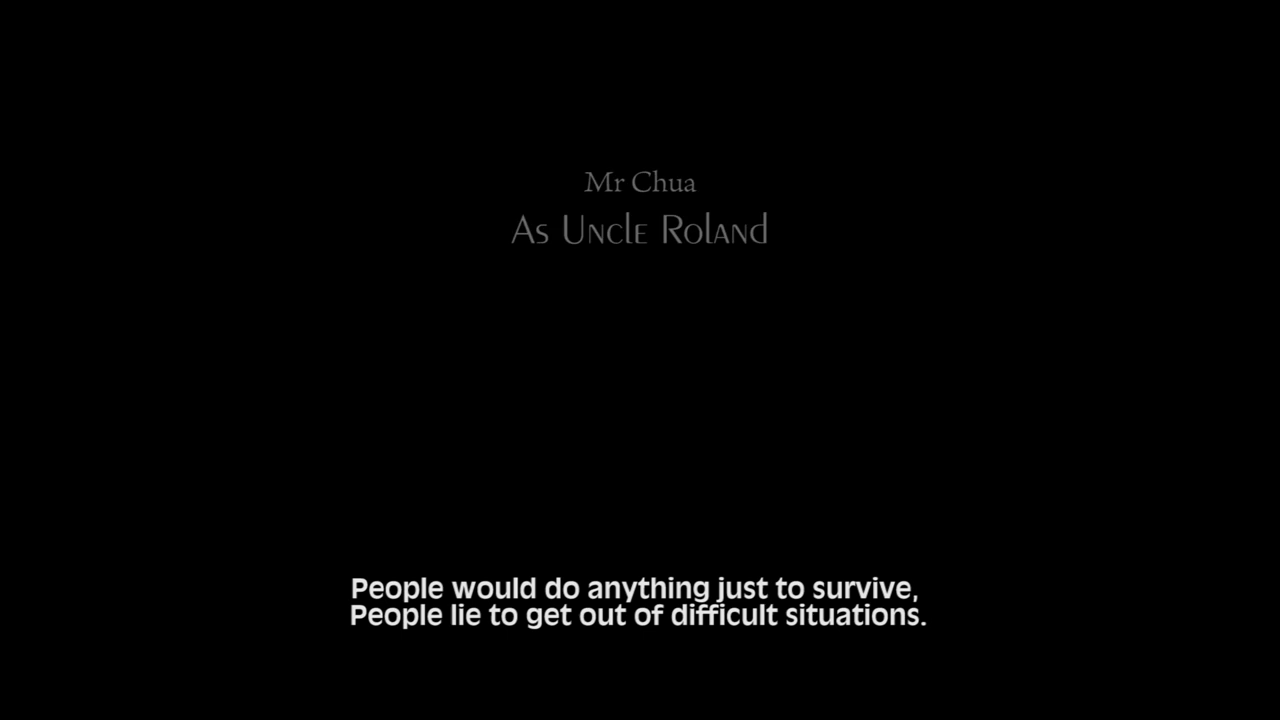 Mr Chua
As Uncle Roland
People would do anything just to survive,
People lie to get out of difficult situations.